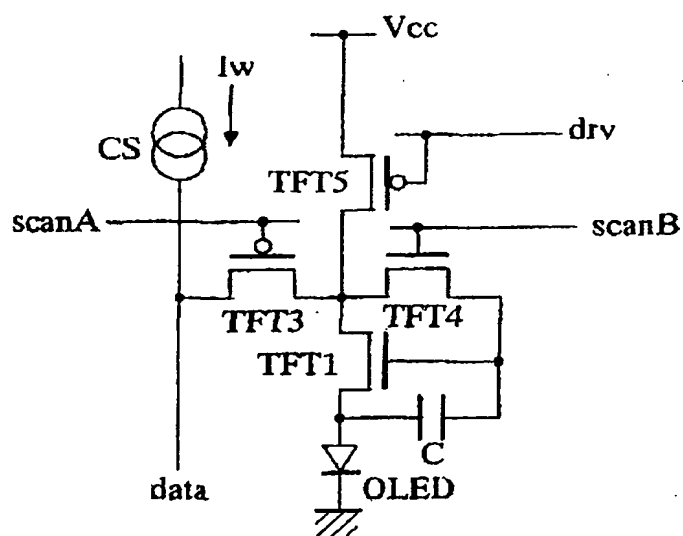 Vcc
Iw
CS
drv
TFT5
scanA
scanB
TFT3
TFT4
TFT1
C
data
OLED